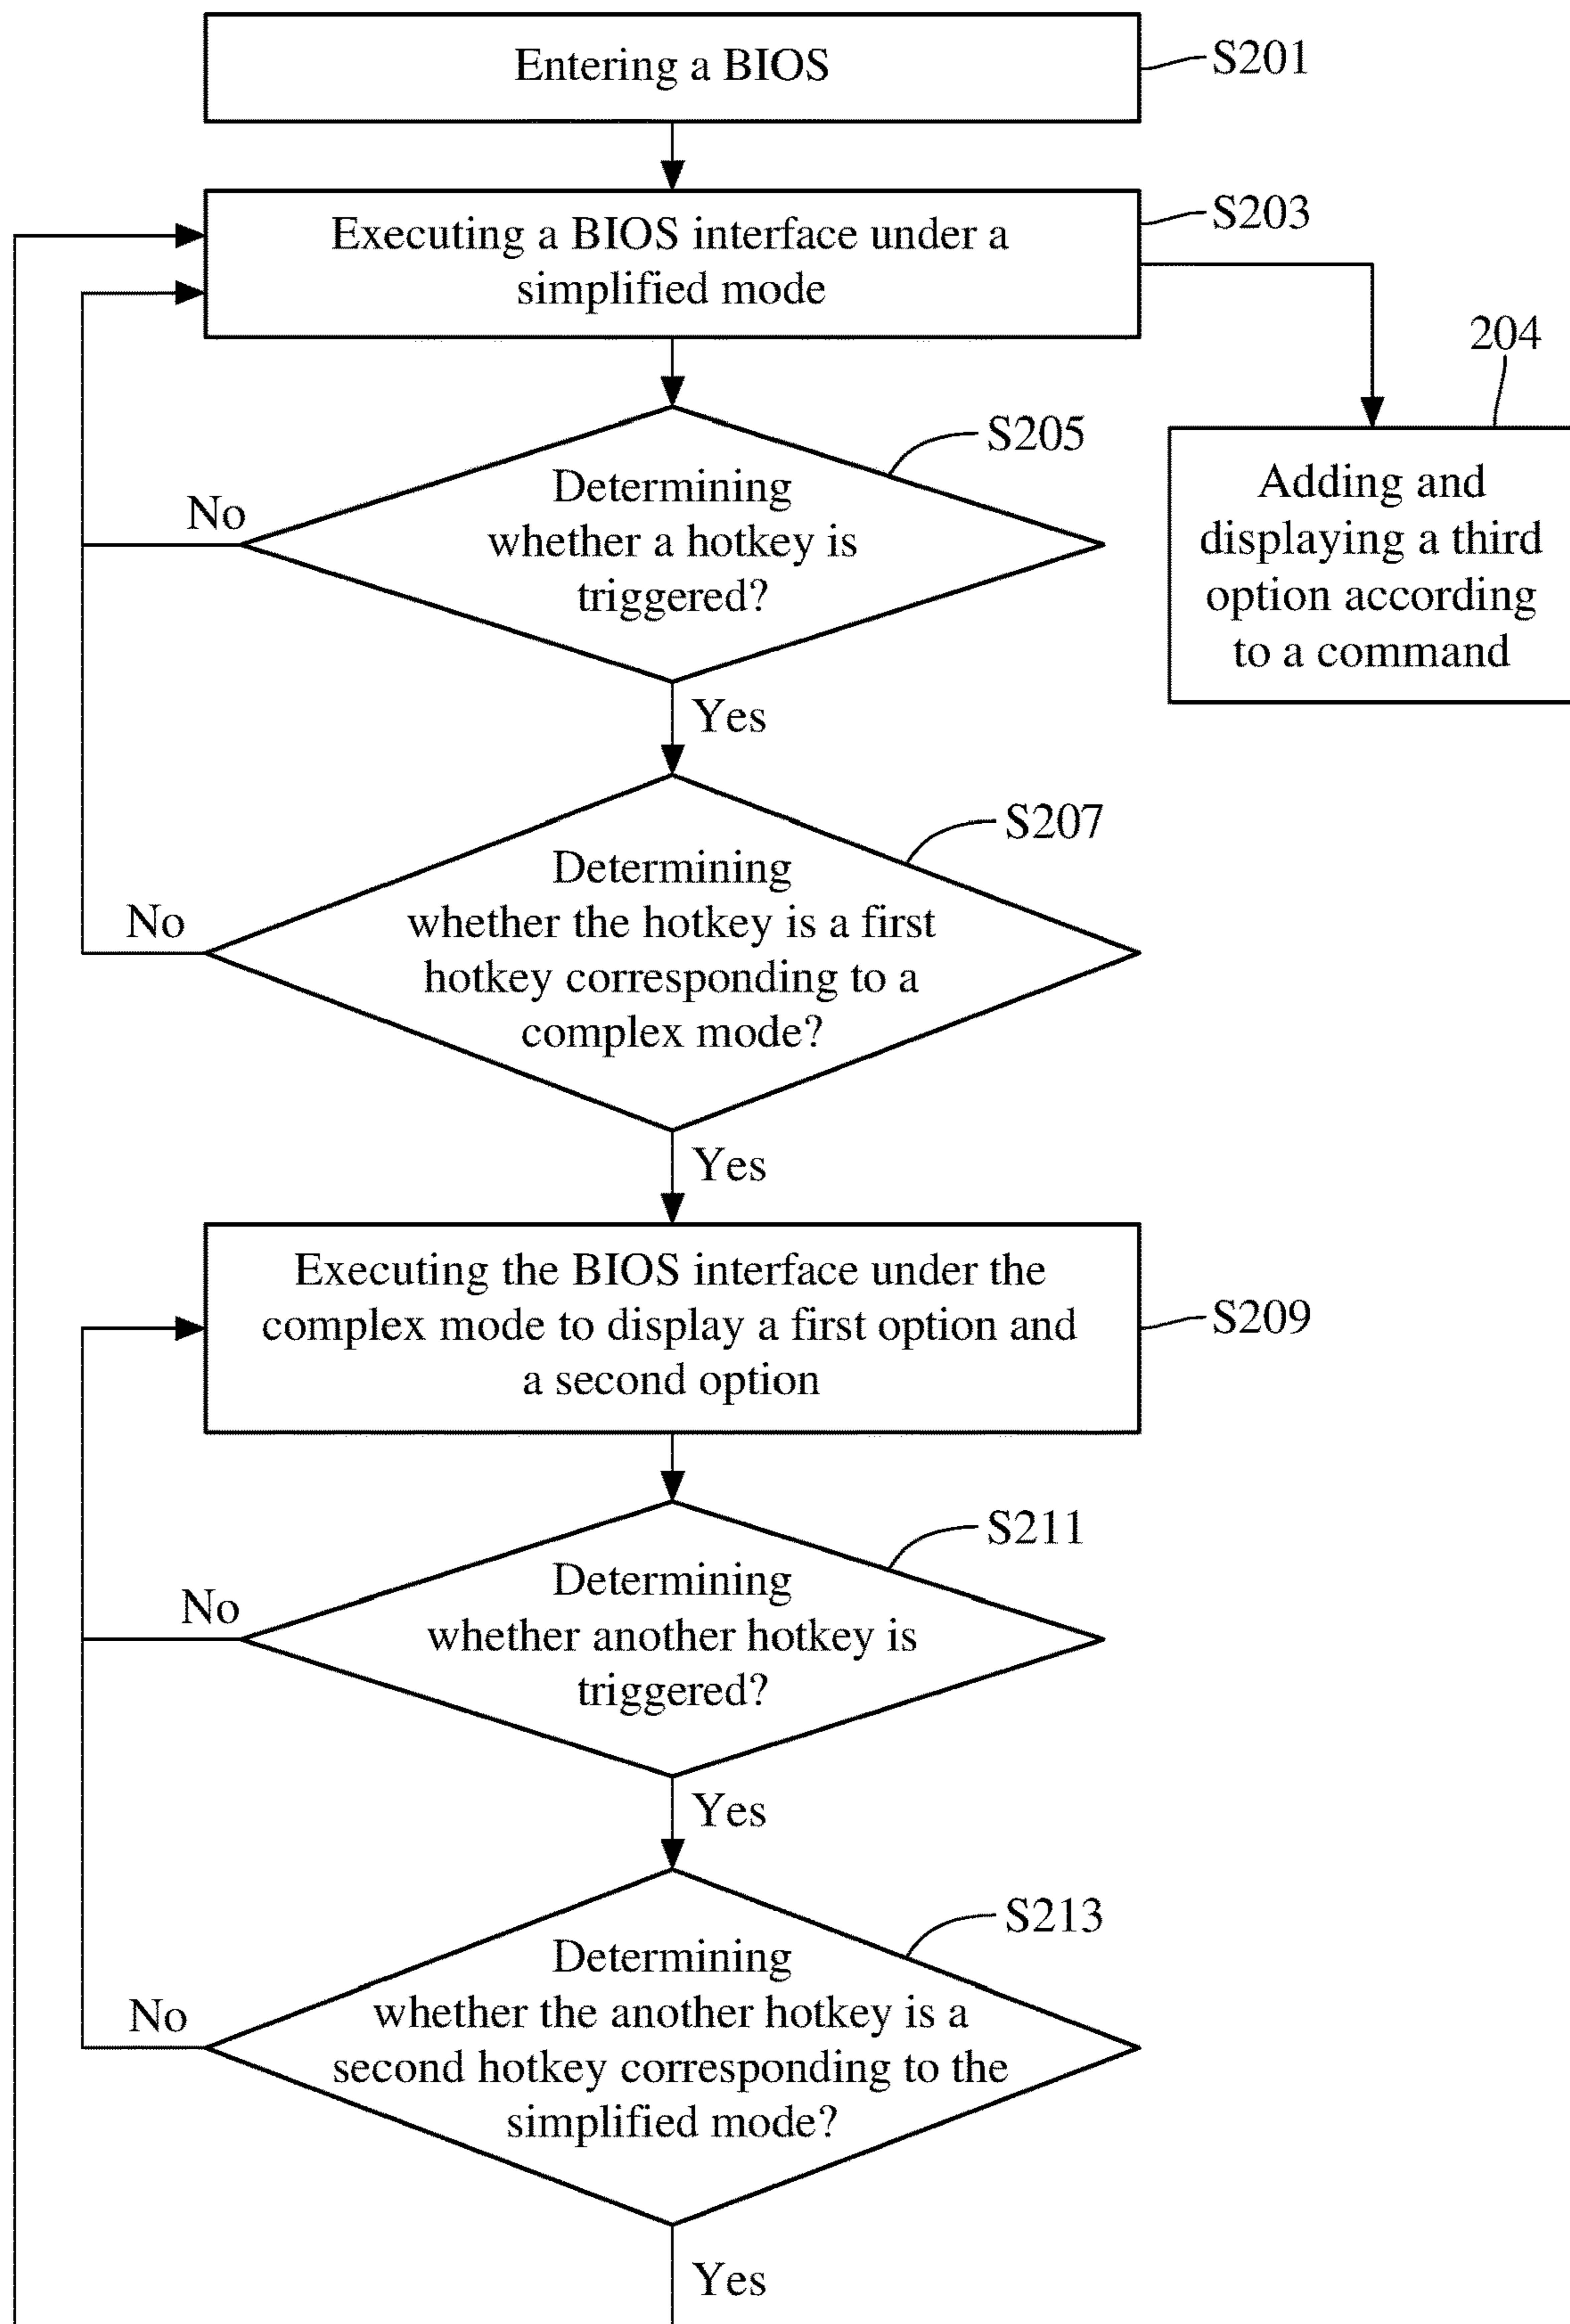 Entering a BIOS
S201
Executing a BIOS interface under a
simplified mode
S203
204
Adding and
displaying a third
option according
to a command
S205
Determining
whether a hotkey is
triggered?
No
Yes
S207
Determining
whether the hotkey is a first
hotkey corresponding to a
complex mode?
No
Yes
Executing the BIOS interface under the
complex mode to display a first option and
a second option
S209
S211
Determining
whether another hotkey is
triggered?
No
Yes
S213
Determining
whether the another hotkey is a
second hotkey corresponding to the
simplified mode?
No
Yes